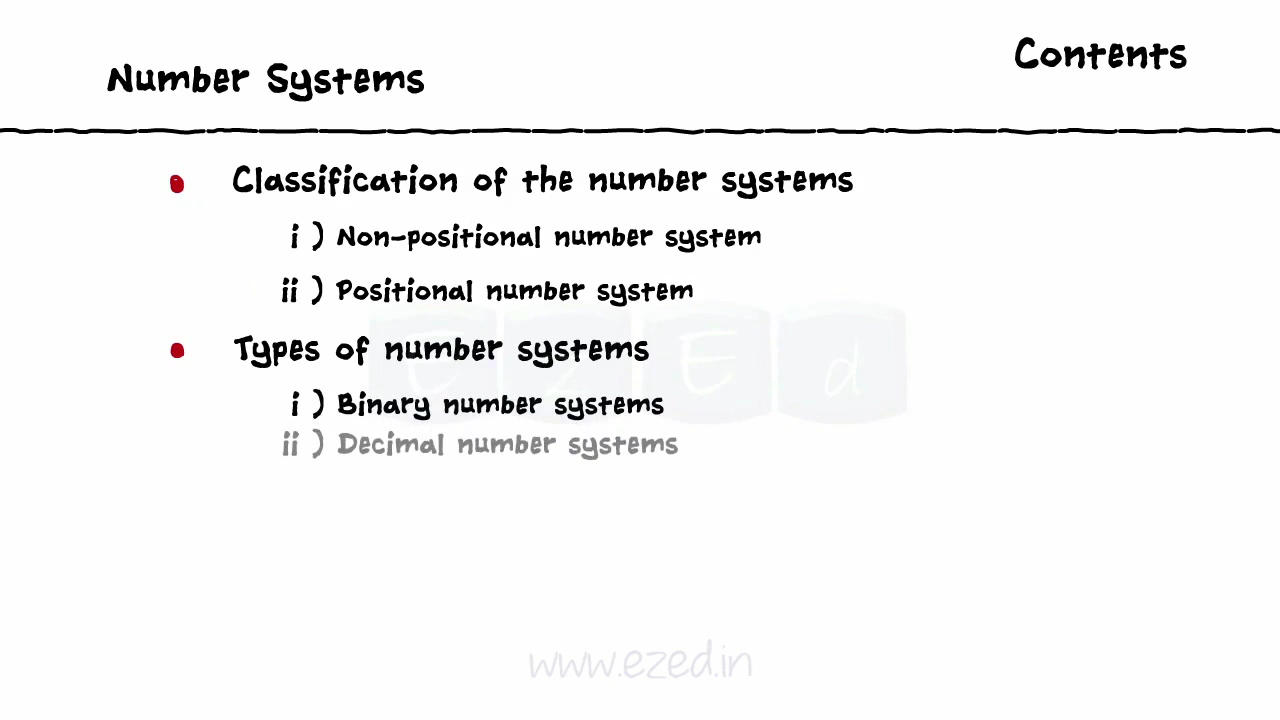 Contents
Number Systems
Classification of the number systems
i ) Non-positional number system
ii ) Positional number system
Types of number systems
E z E d
i ) Binary number systems
ii ) Decimal number systems
www.ezed.in